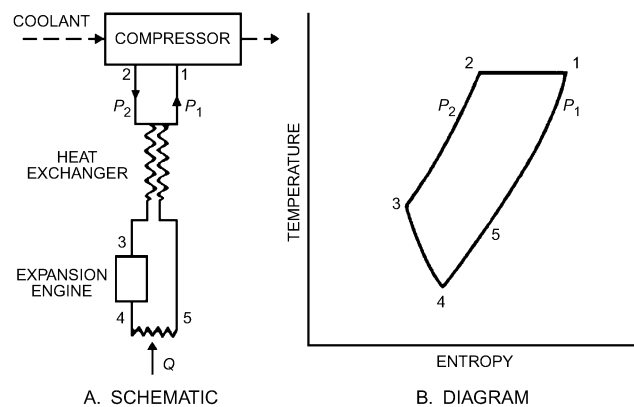 COOLANT
COMPRESSOR
2
1
P2
P1
HEAT
EXCHANGER
3
EXPANSION
ENGINE
4
5
Q
A. SCHEMATIC
TEMPERATURE
2
1
P2
P1
3
5
4
ENTROPY
B. DIAGRAM